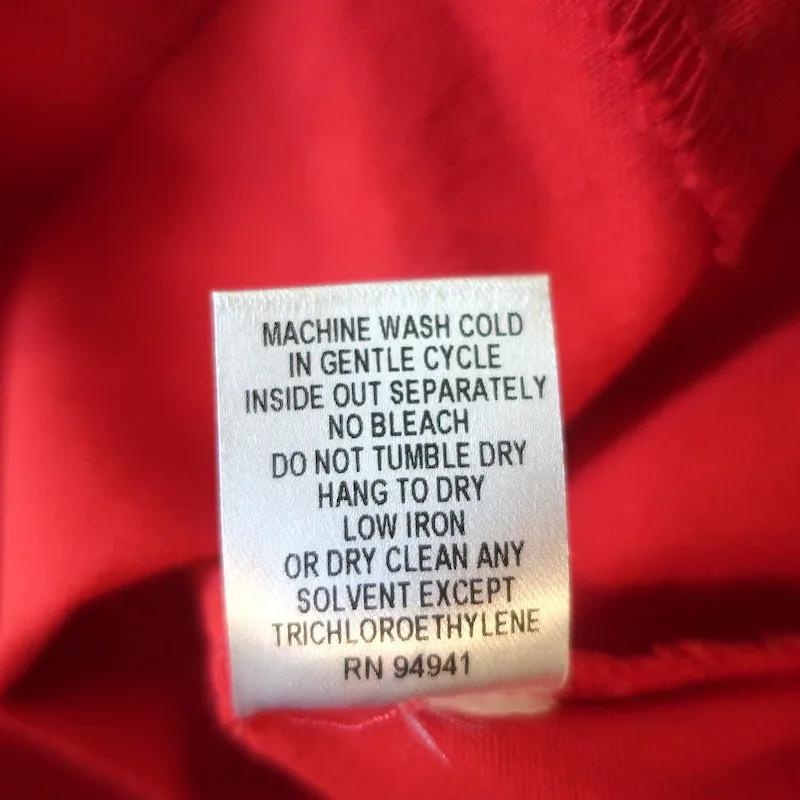 MACHINE WASH COLD
IN GENTLE CYCLE
INSIDE OUT SEPARATELY
NO BLEACH
DO NOT TUMBLE DRY
HANG TO DRY
LOW IRON
OR DRY CLEAN ANY
SOLVENT EXCEPT
TRICHLOROETHYLENE
RN 94941